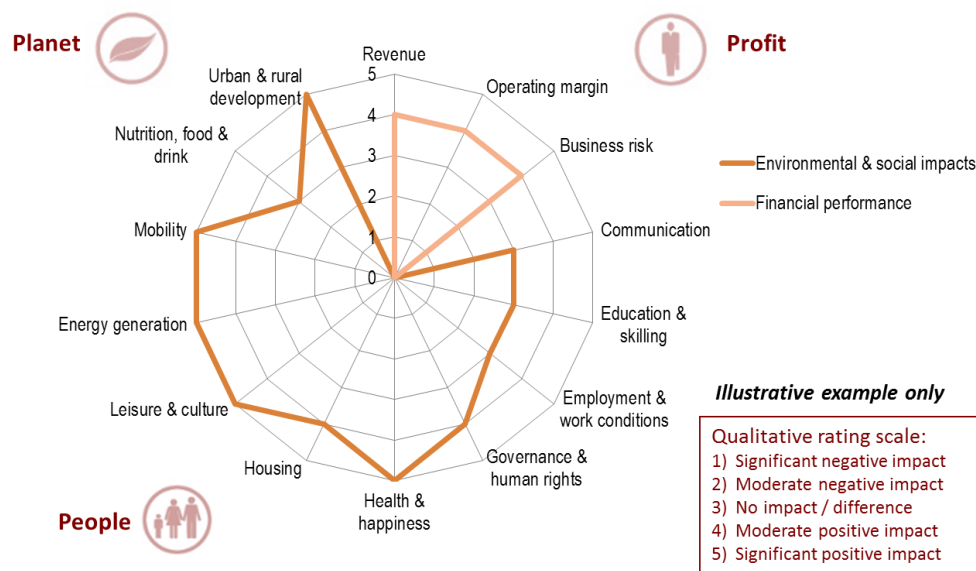 Planet
Profit
Revenue
5
4
3
2
1
0
Operating margin
Business risk
Communication
Education &
skilling
Employment &
work conditions
Governance &
human rights
Health &
happiness
Housing
Leisure & culture
Energy generation
Mobility
Nutrition, food &
drink
Urban & rural
development
Environmental & social impacts
Financial performance
People
Illustrative example only
Qualitative rating scale:
1) Significant negative impact
2) Moderate negative impact
3) No impact / difference
4) Moderate positive impact
5) Significant positive impact